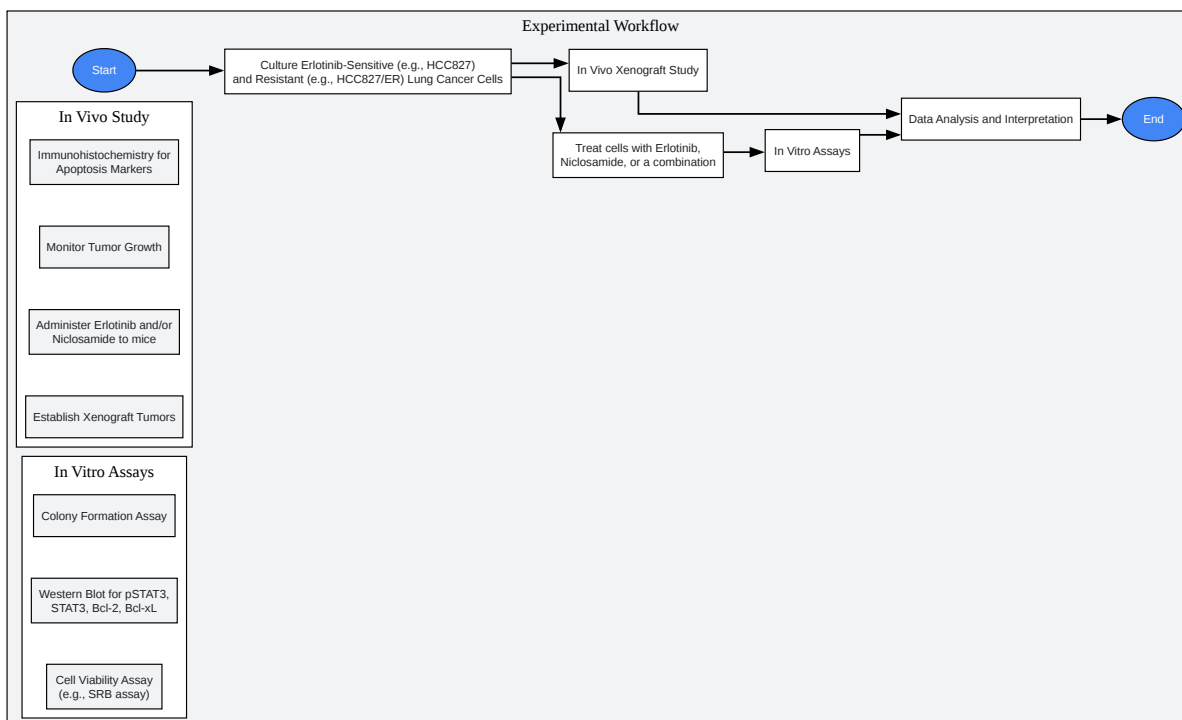 Experimental Workflow
Start
Culture Erlotinib-Sensitive (e.g., HCC827)
and Resistant (e.g., HCC827/ER) Lung Cancer Cells
In Vivo Xenograft Study
Treat cells with Erlotinib,
Niclosamide, or a combination
In Vitro Assays
Data Analysis and Interpretation
End
In Vivo Study
Immunohistochemistry for
Apoptosis Markers
Monitor Tumor Growth
Administer Erlotinib and/or
Niclosamide to mice
Establish Xenograft Tumors
In Vitro Assays
Colony Formation Assay
Western Blot for pSTAT3,
STAT3, Bcl-2, Bcl-xL
Cell Viability Assay
(e.g., SRB assay)